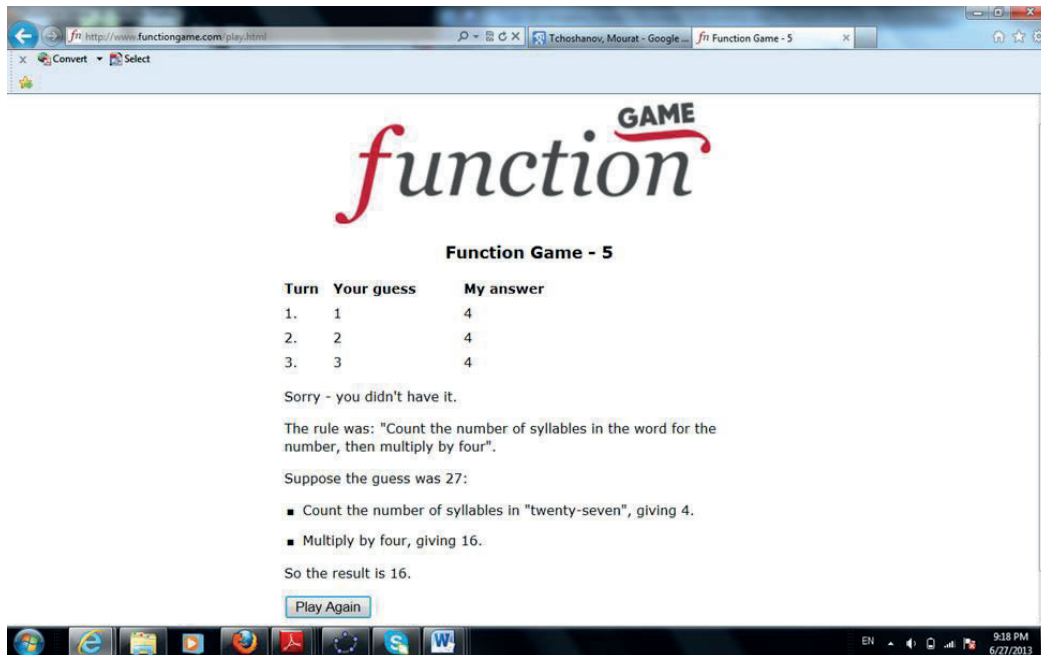 fn http://www.functiongame.com/play.html
Tchoshanov, Mourat - Google ...
fn Function Game - 5
x Convert Select
function GAME
Function Game - 5
Turn Your guess My answer
1. 1 4
2. 2 4
3. 3 4
Sorry - you didn't have it.
The rule was: "Count the number of syllables in the word for the
number, then multiply by four".
Suppose the guess was 27:
▪ Count the number of syllables in "twenty-seven", giving 4.
▪ Multiply by four, giving 16.
So the result is 16.
Play Again
EN
9:18 PM
6/27/2013